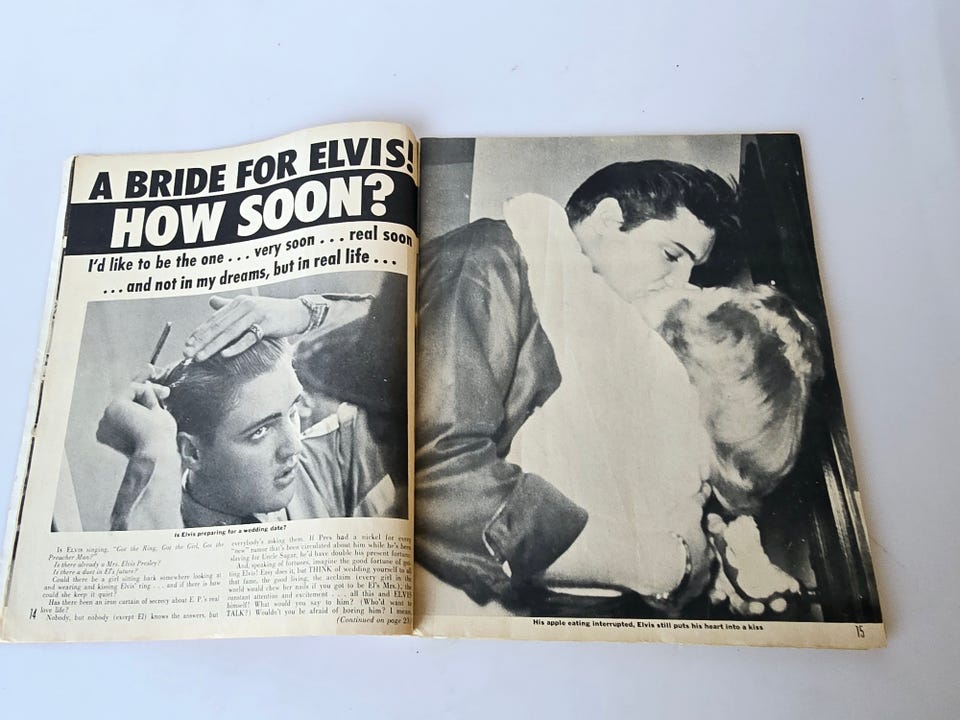 A BRIDE FOR ELVIS!
HOW SOON?
I'd like to be the one . . . very soon . . . real soon
. . . and not in my dreams, but in real life . . .
Is Elvis preparing for a wedding date?
Is Elvis singing, "Got the Ring, Got the Girl, Got the
Preacher Man?"
Is there already a Mrs. Elvis Presley?
Is there a duet in El's future?
Could there be a girl sitting back somewhere looking at
and wearing and kissing Elvis' ring . . . and if there is how
could she keep it quiet?
Has there been an iron curtain of secrecy about E. P.'s real
love life?
Nobody, but nobody (except El) knows the answers, but
14
everybody's asking them. If Pres had a nickel for every
"new" rumor that's been circulated about him while he's been
slaving for Uncle Sugar, he'd have double his present fortune.
And, speaking of fortunes, imagine the good fortune of get-
ting Elvis! Easy does it, but THINK of wedding yourself to all
that fame, the good living, the acclaim (every girl in the
world would chew her nails if you got to be El's Mrs.), the
constant attention and excitement . . . all this and ELVIS
himself! What would you say to him? (Who'd want to
TALK?) Wouldn't you be afraid of boring him? I mean,
(Continued on page 23)
His apple eating interrupted, Elvis still puts his heart into a kiss
15